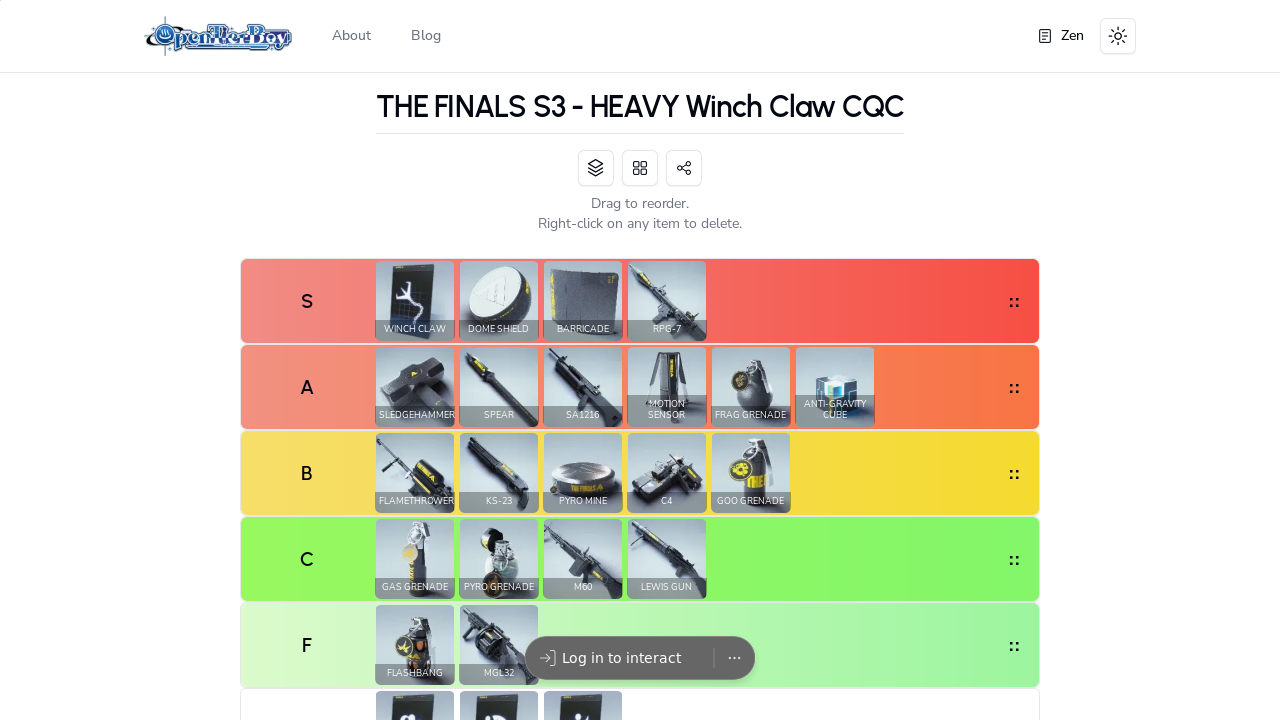 OpenTierBoy
About
Blog
Zen
THE FINALS S3 - HEAVY Winch Claw CQC
Drag to reorder.
Right-click on any item to delete.
S
WINCH CLAW
DOME SHIELD
BARRICADE
RPG-7
::
A
SLEDGEHAMMER
SPEAR
SA1216
MOTION
SENSOR
FRAG GRENADE
ANTI-GRAVITY
CUBE
::
B
FLAMETHROWER
KS-23
PYRO MINE
C4
GOO GRENADE
::
C
GAS GRENADE
PYRO GRENADE
M60
LEWIS GUN
::
F
FLASHBANG
MGL32
::
Log in to interact